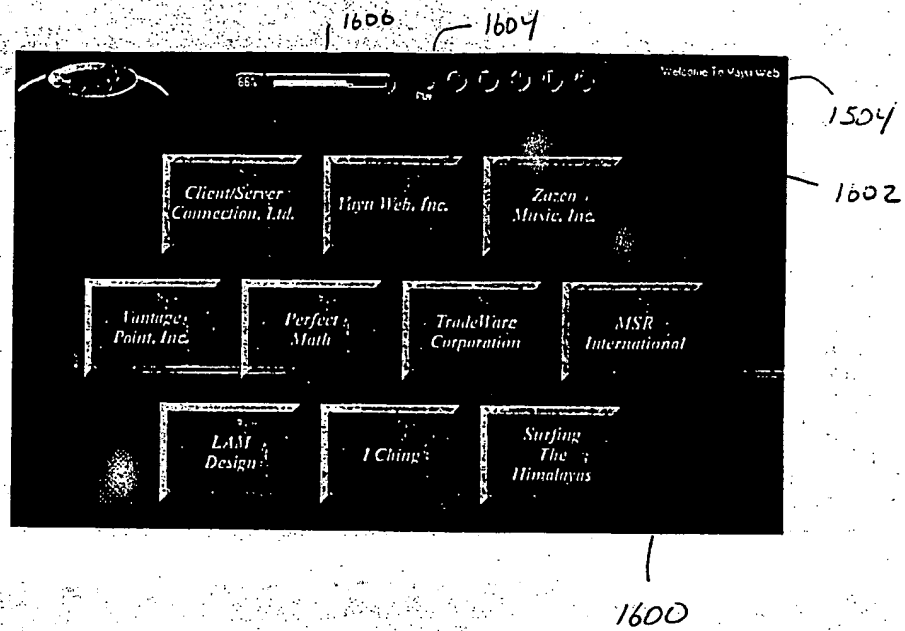 1606 1604
66% Welcome To Vayu Web
1504
1602
Client/Server
Connection, Ltd.
Vayu Web, Inc.
Zazen
Music, Inc.
Vantage
Point, Inc.
Perfect
Math
TradeWare
Corporation
MSR
International
LAM
Design
I Ching
Surfing
The
Himalayas
1600